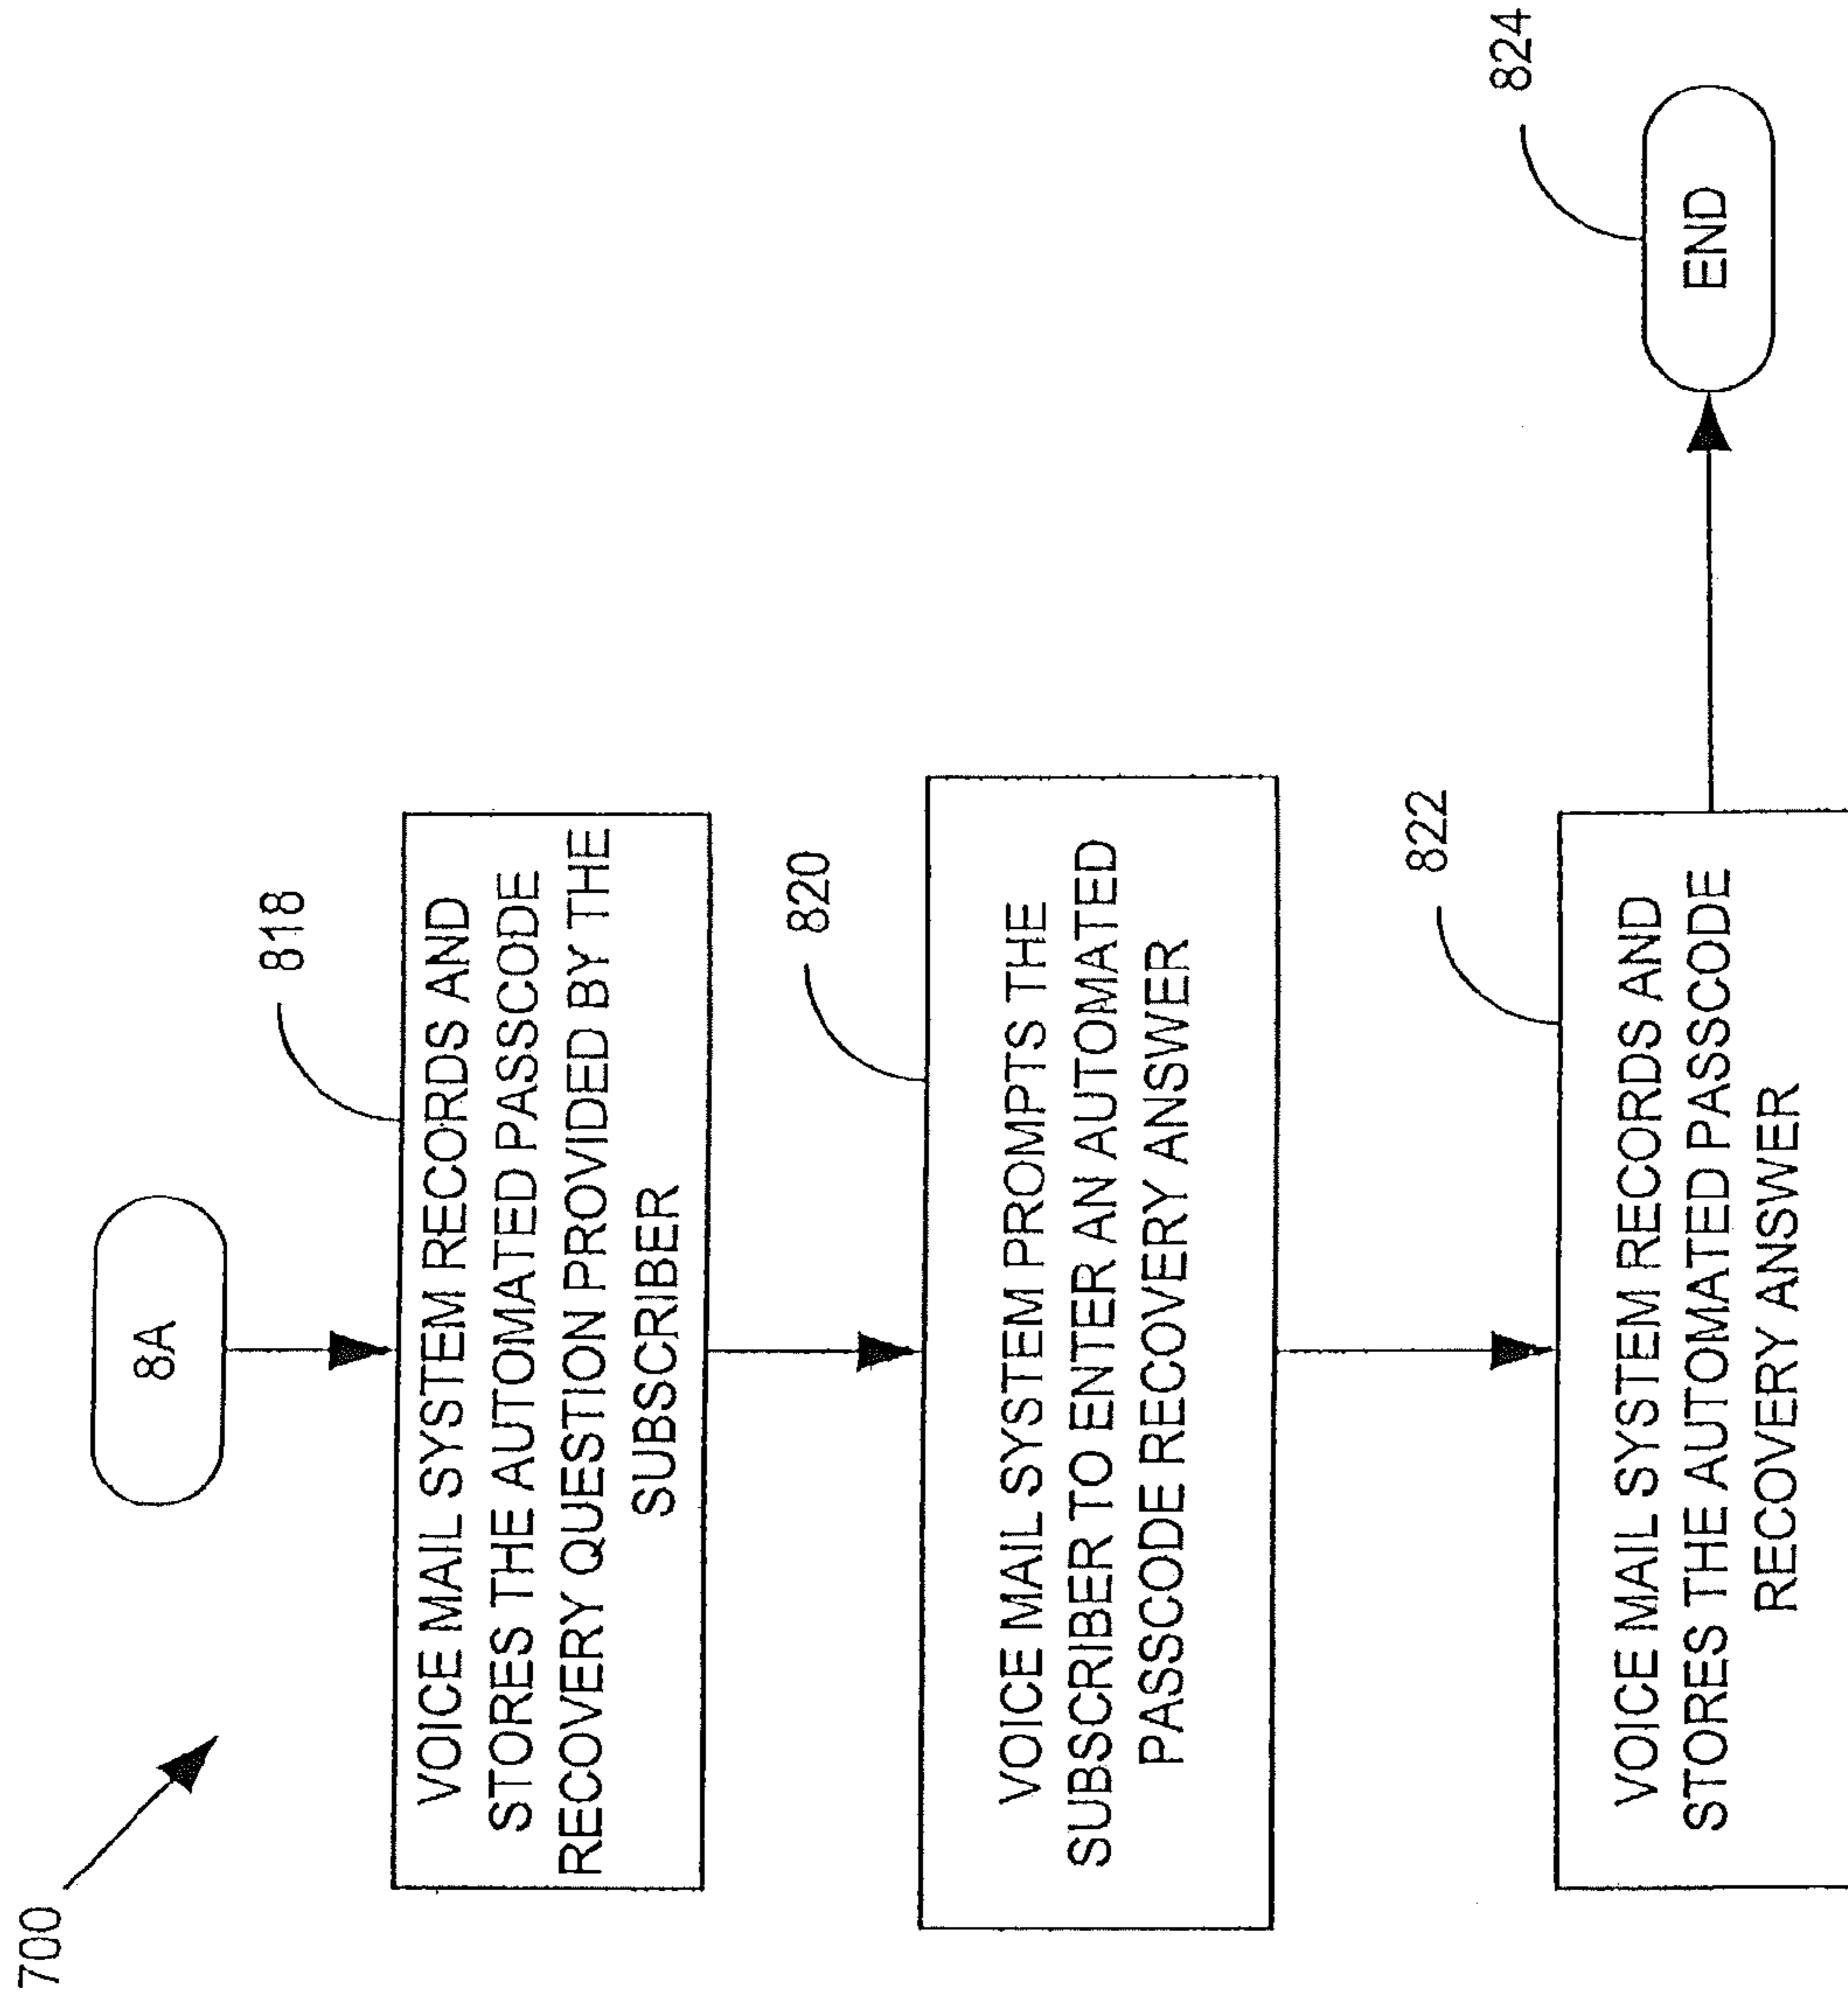 700
8A
818
VOICE MAIL SYSTEM RECORDS AND
STORES THE AUTOMATED PASSCODE
RECOVERY QUESTION PROVIDED BY THE
SUBSCRIBER
820
VOICE MAIL SYSTEM PROMPTS THE
SUBSCRIBER TO ENTER AN AUTOMATED
PASSCODE RECOVERY ANSWER
822
VOICE MAIL SYSTEM RECORDS AND
STORES THE AUTOMATED PASSCODE
RECOVERY ANSWER
824
END